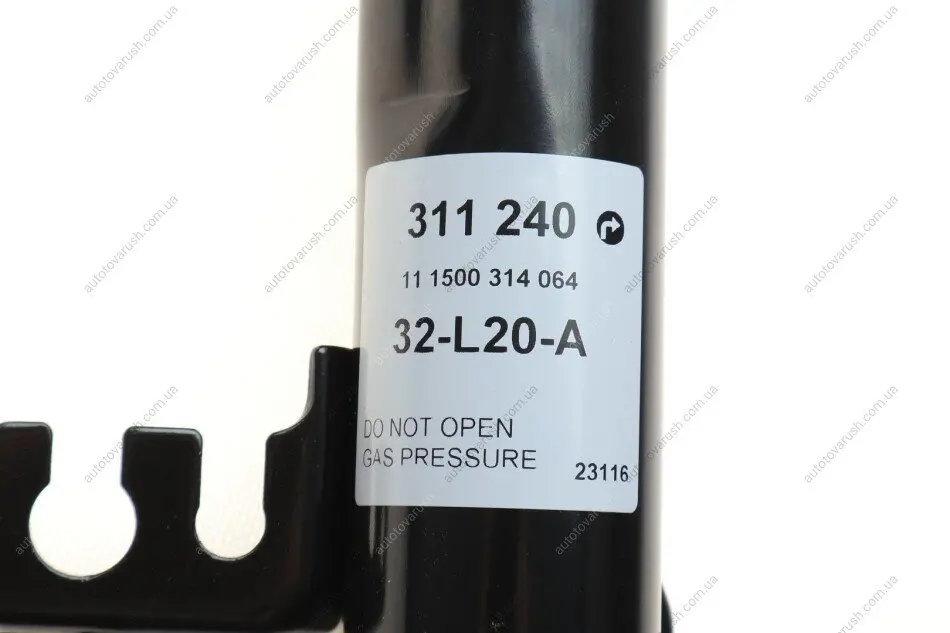 311 240
11 1500 314 064
32-L20-A
DO NOT OPEN
GAS PRESSURE
23116
autotovarush.com.ua